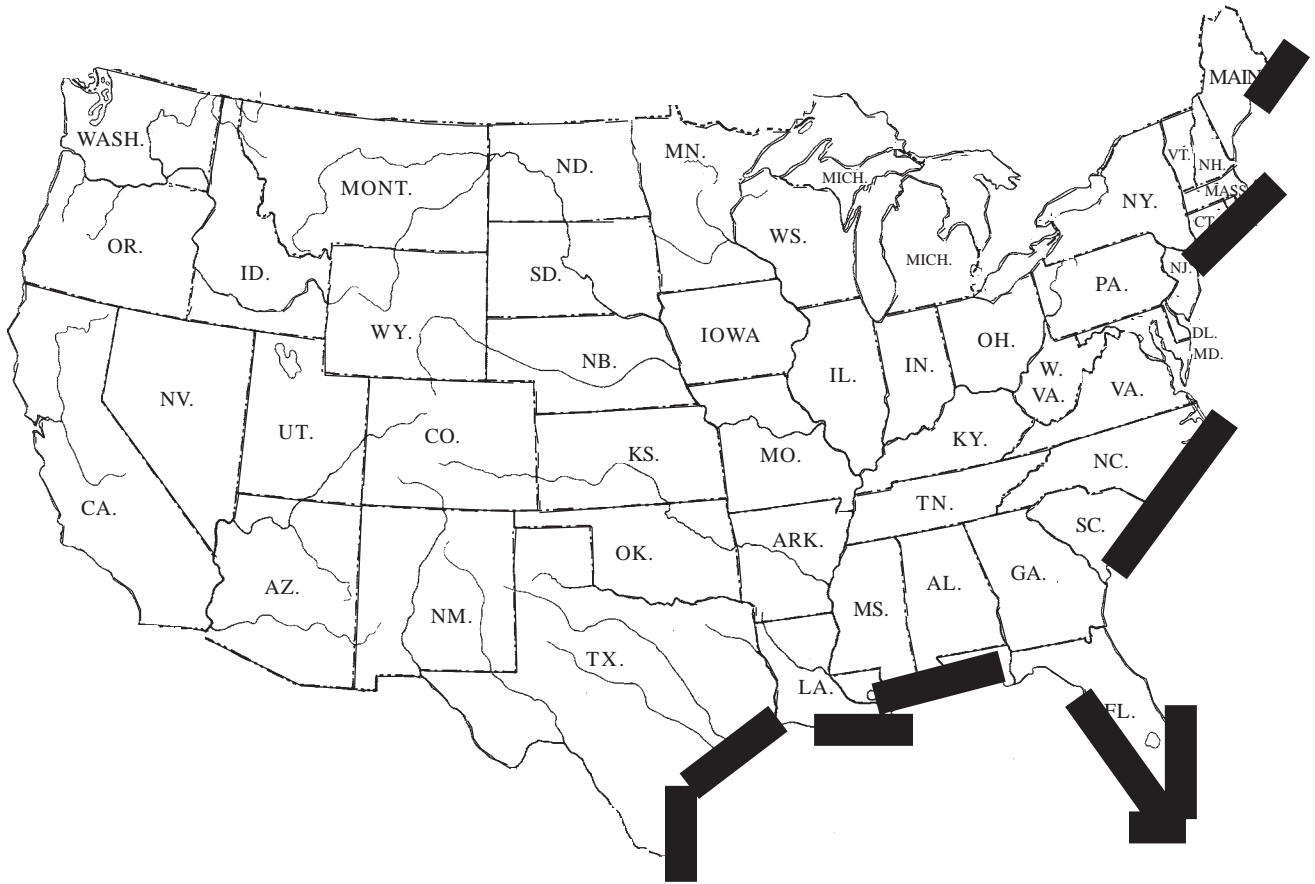 MAIN
WASH.
MONT.
ND.
MN.
MICH.
VT.
NH.
MASS
NY.
CT.
OR.
ID.
SD.
WS.
MICH.
NJ.
PA.
WY.
IOWA
OH.
DL.
MD.
NB.
IL.
IN.
W.
VA.
VA.
NV.
UT.
CO.
KS.
MO.
KY.
NC.
CA.
TN.
SC.
ARK.
OK.
AZ.
GA.
AL.
MS.
NM.
TX.
LA.
FL.